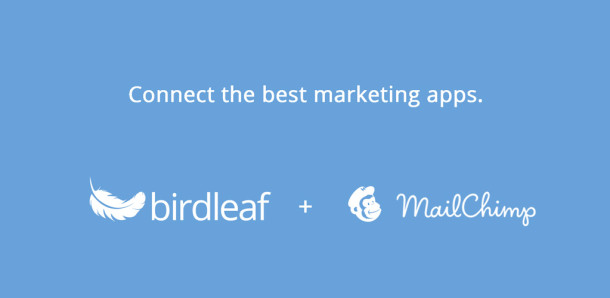 Connect the best marketing apps.
birdleaf + MailChimp